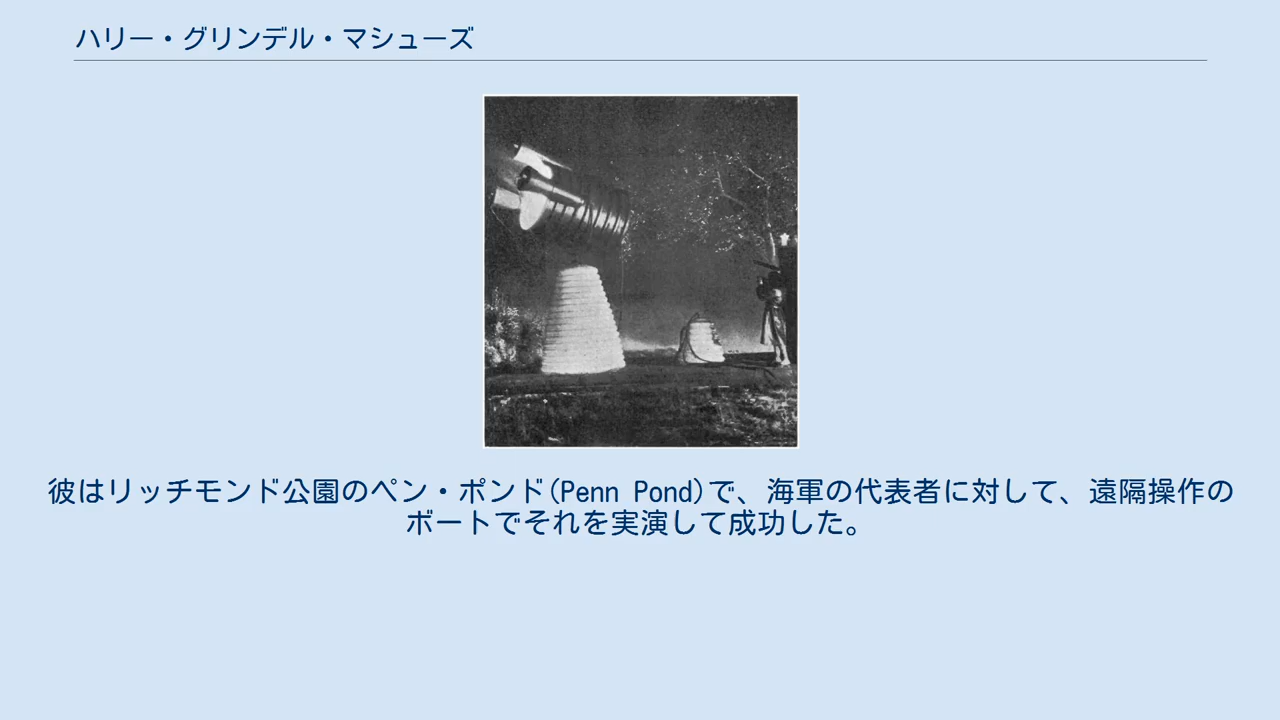 ハリー・グリンデル・マシューズ
彼はリッチモンド公園のペン・ポンド(Penn Pond)で、海軍の代表者に対して、遠隔操作の
ボートでそれを実演して成功した。